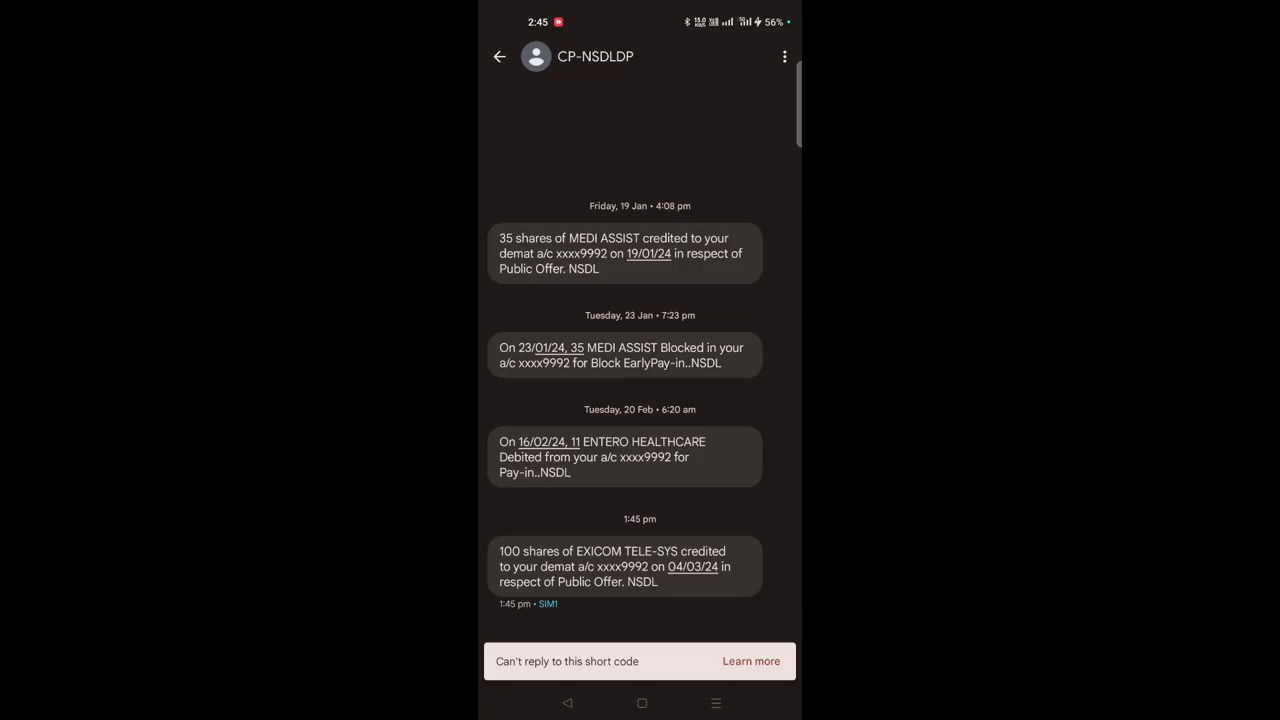 2:45
56%
CP-NSDLDP
Friday, 19 Jan • 4:08 pm
35 shares of MEDI ASSIST credited to your
demat a/c xxxx9992 on 19/01/24 in respect of
Public Offer. NSDL
Tuesday, 23 Jan • 7:23 pm
On 23/01/24, 35 MEDI ASSIST Blocked in your
a/c xxxx9992 for Block EarlyPay-in..NSDL
Tuesday, 20 Feb • 6:20 am
On 16/02/24, 11 ENTERO HEALTHCARE
Debited from your a/c xxxx9992 for
Pay-in..NSDL
1:45 pm
100 shares of EXICOM TELE-SYS credited
to your demat a/c xxxx9992 on 04/03/24 in
respect of Public Offer. NSDL
1:45 pm • SIM1
Can't reply to this short code Learn more